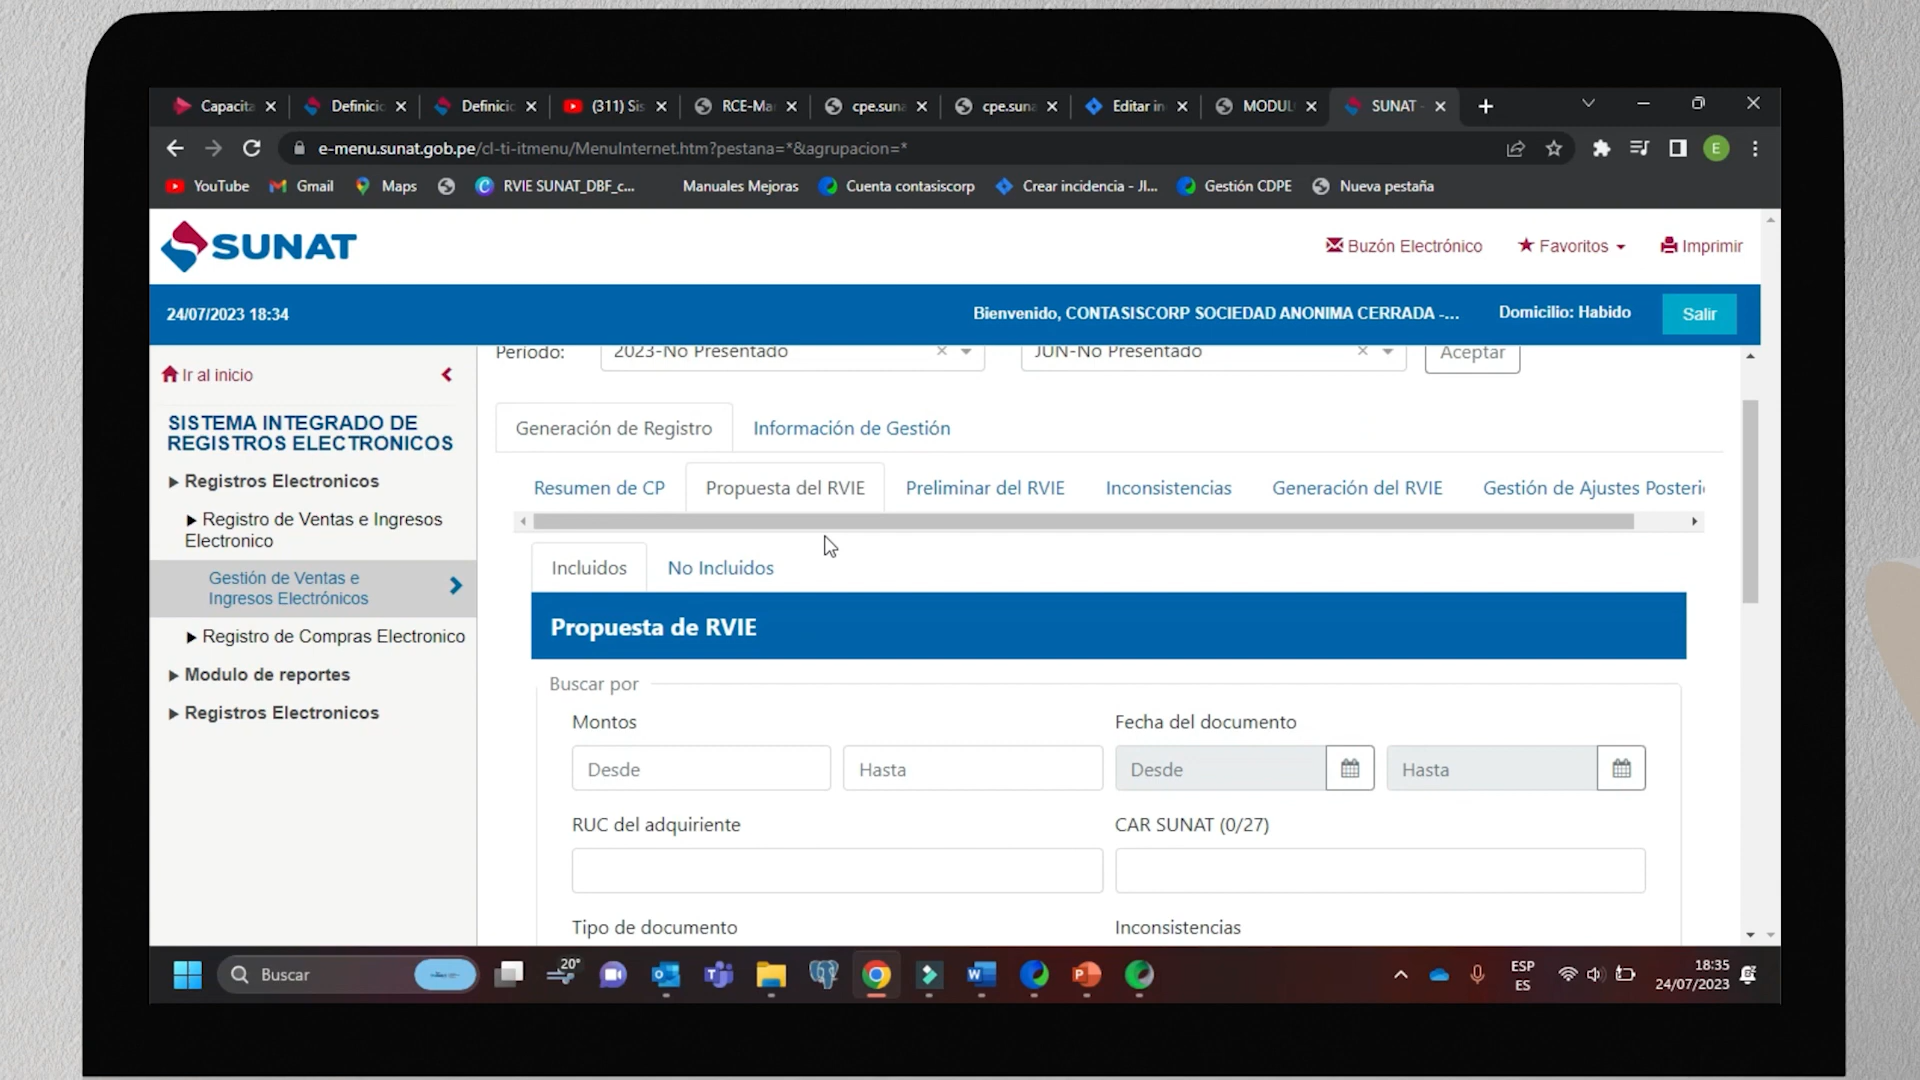 Capacita
Definicio
Definicio
(311) Sis
RCE-Ma
cpe.suna
cpe.suna
Editar in
MODUL
SUNAT -
e-menu.sunat.gob.pe/cl-ti-itmenu/MenuInternet.htm?pestana=*&agrupacion=*
E
YouTube
Gmail
Maps
RVIE SUNAT_DBF_c...
Manuales Mejoras
Cuenta contasiscorp
Crear incidencia - JI...
Gestión CDPE
Nueva pestaña
SUNAT
Buzón Electrónico
Favoritos
Imprimir
24/07/2023 18:34
Bienvenido, CONTASISCORP SOCIEDAD ANONIMA CERRADA -...
Domicilio: Habido
Salir
Ir al inicio
SISTEMA INTEGRADO DE
REGISTROS ELECTRONICOS
Registros Electronicos
Registro de Ventas e Ingresos
Electronico
Gestión de Ventas e
Ingresos Electrónicos
Registro de Compras Electronico
Modulo de reportes
Registros Electronicos
Periodo:
2023-No Presentado
JUN-No Presentado
Aceptar
Generación de Registro
Información de Gestión
Resumen de CP
Propuesta del RVIE
Preliminar del RVIE
Inconsistencias
Generación del RVIE
Gestión de Ajustes Posteri
Incluidos
No Incluidos
Propuesta de RVIE
Buscar por
Montos
Fecha del documento
Desde
Hasta
Desde
Hasta
RUC del adquiriente
CAR SUNAT (0/27)
Tipo de documento
Inconsistencias
Buscar
20°
ESP
ES
18:35
24/07/2023